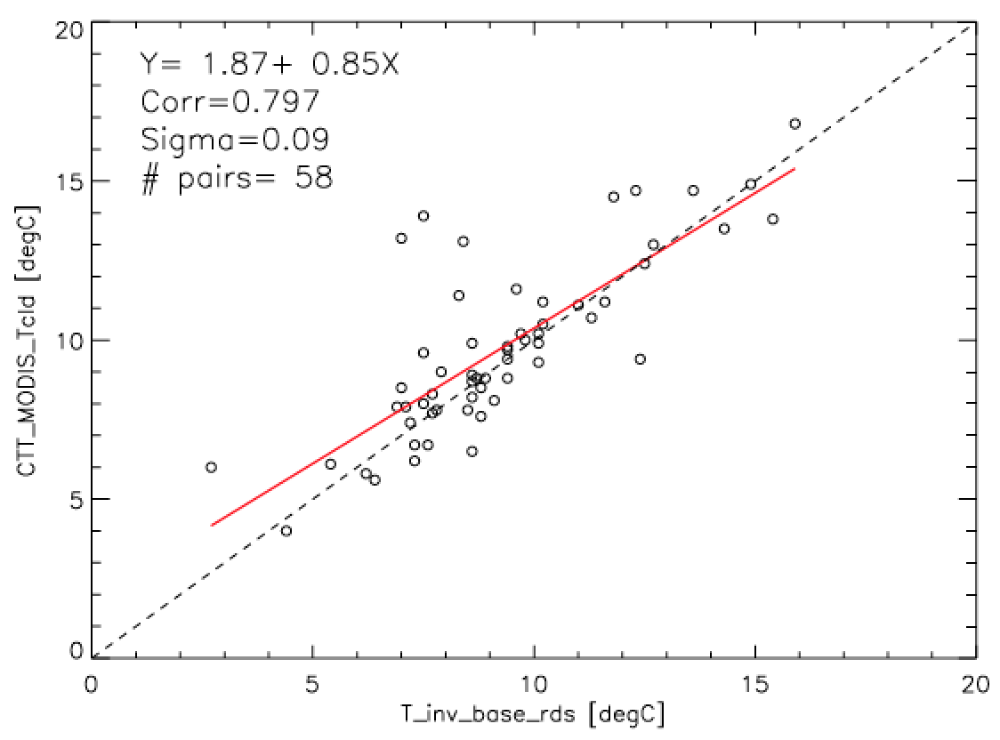 20
Y= 1.87+ 0.85X
Corr=0.797
Sigma=0.09
# pairs= 58
15
10
5
0
CTT_MODIS_Tcld [degC]
0 5 10 15 20
T_inv_base_rds [degC]